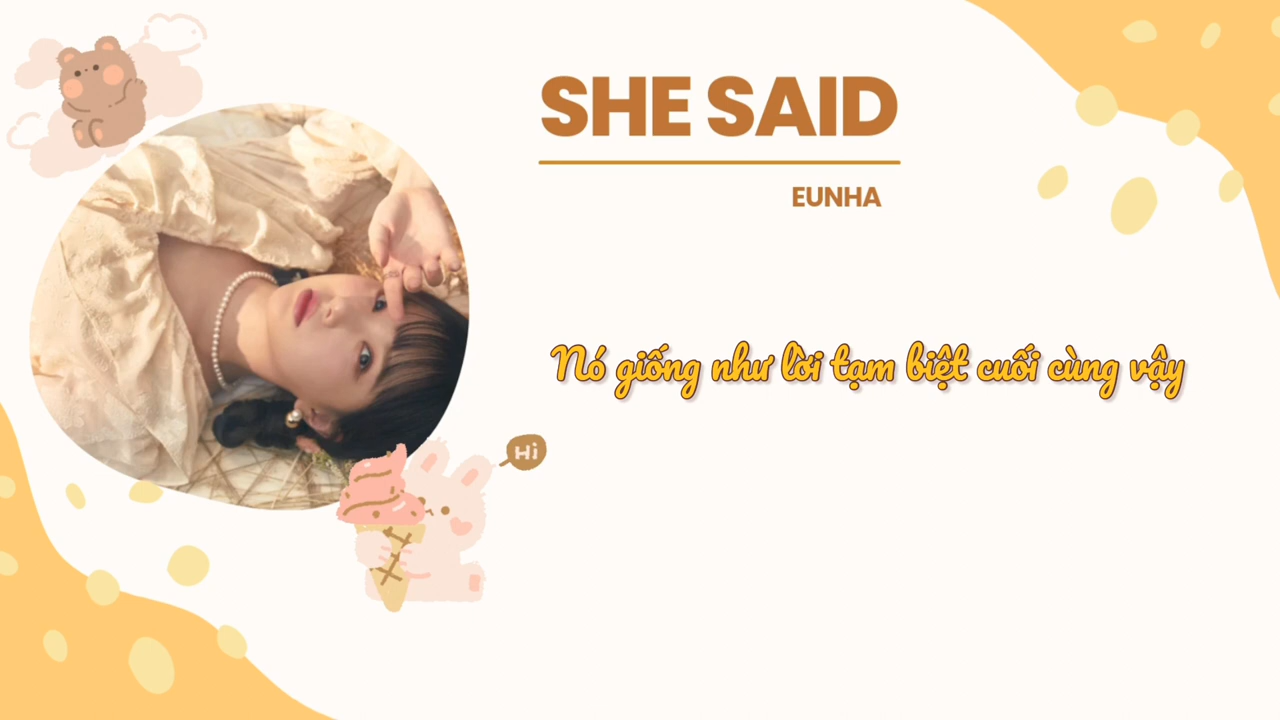 SHE SAID
EUNHA
Nó giống như lời tạm biệt cuối cùng vậy
Hi